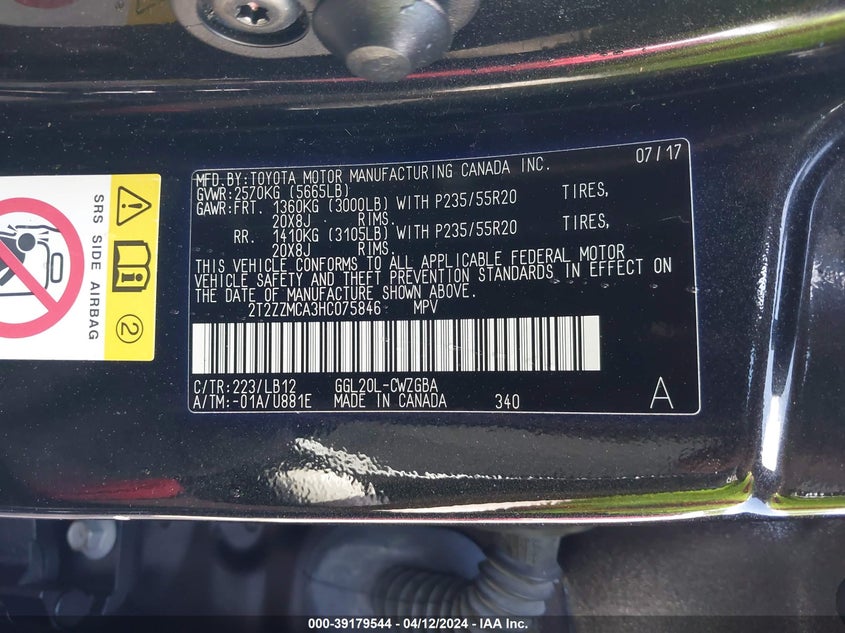 MFD.BY:TOYOTA MOTOR MANUFACTURING CANADA INC. 07/17
GVWR:2570KG (5665LB)
GAWR:FRT. 1360KG (3000LB) WITH P235/55R20 TIRES,
20X8J RIMS.
RR. 1410KG (3105LB) WITH P235/55R20 TIRES,
20X8J RIMS.
THIS VEHICLE CONFORMS TO ALL APPLICABLE FEDERAL MOTOR
VEHICLE SAFETY AND THEFT PREVENTION STANDARDS IN EFFECT ON
THE DATE OF MANUFACTURE SHOWN ABOVE.
2T2ZZMCA3HC075846 MPV
C/TR:223/LB12 GGL20L-CWZGBA
A/TM:-01A/U881E MADE IN CANADA 340 A
SRS SIDE AIRBAG
2
000-39179544 - 04/12/2024 - IAA Inc.